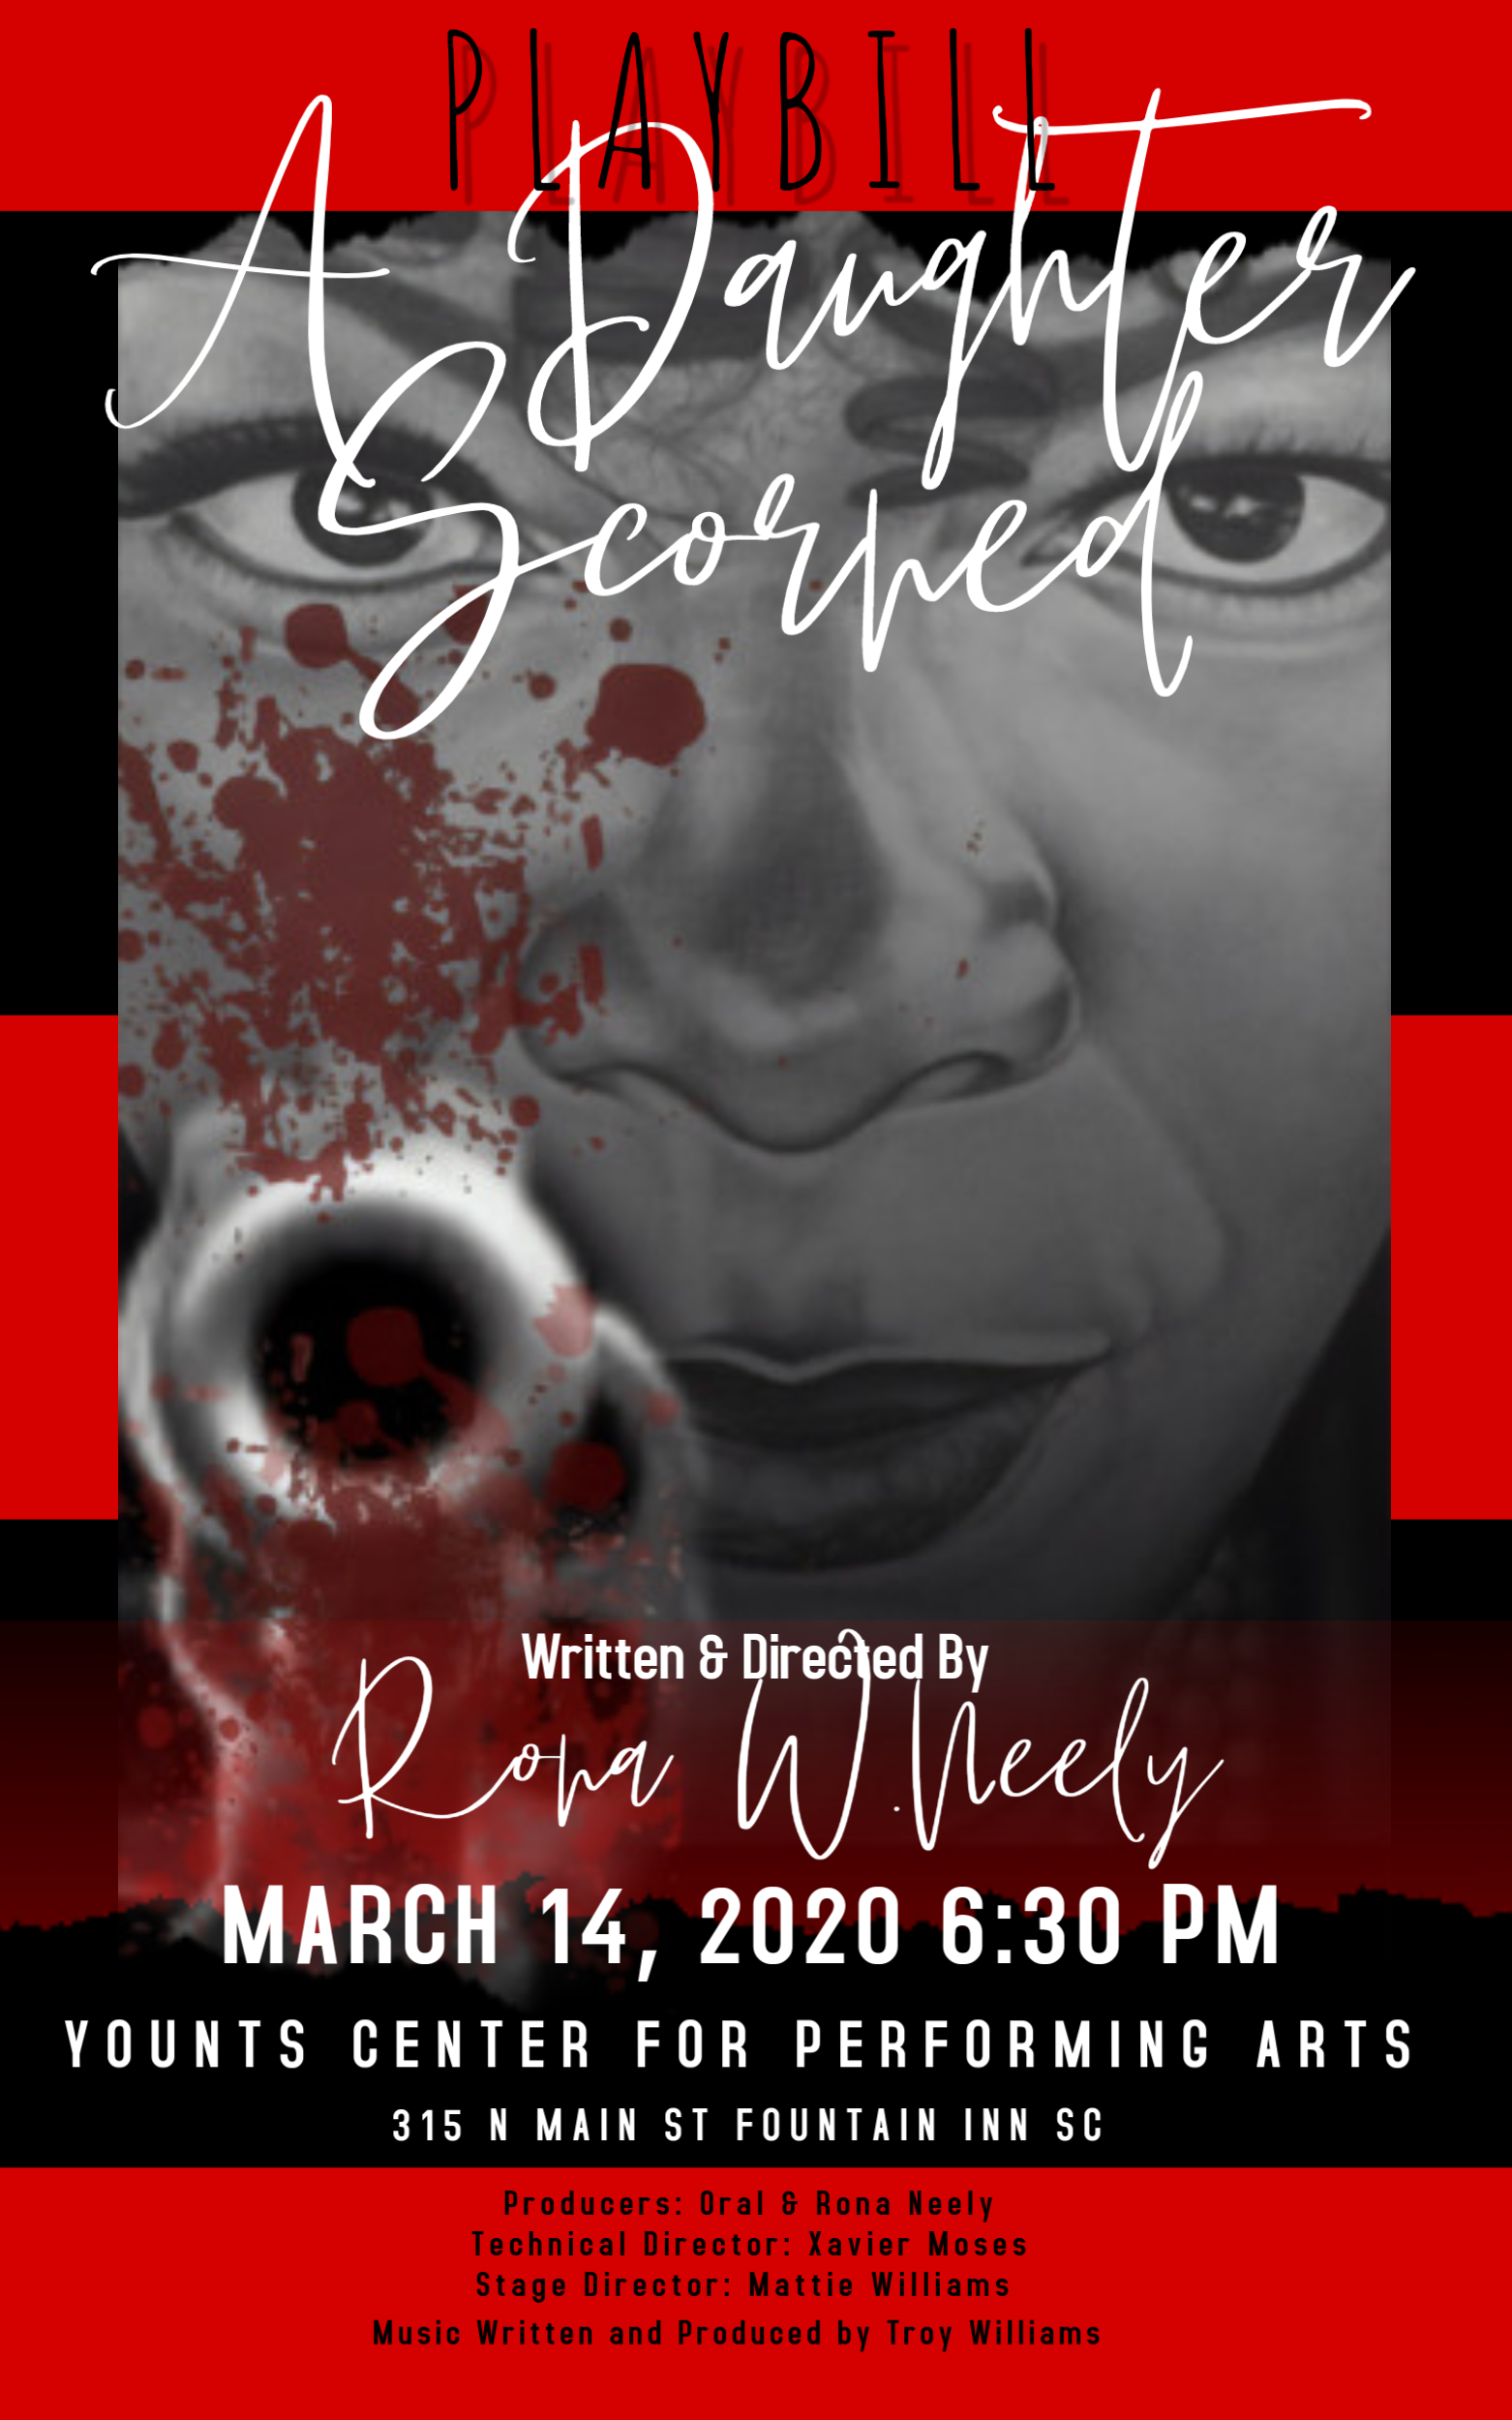 PLAYBILL
A Daughter
Scorned
Written & Directed By
Rona W. Neely
MARCH 14, 2020 6:30 PM
YOUNTS CENTER FOR PERFORMING ARTS
315 N MAIN ST FOUNTAIN INN SC
Producers: Oral & Rona Neely
Technical Director: Xavier Moses
Stage Director: Mattie Williams
Music Written and Produced by Troy Williams